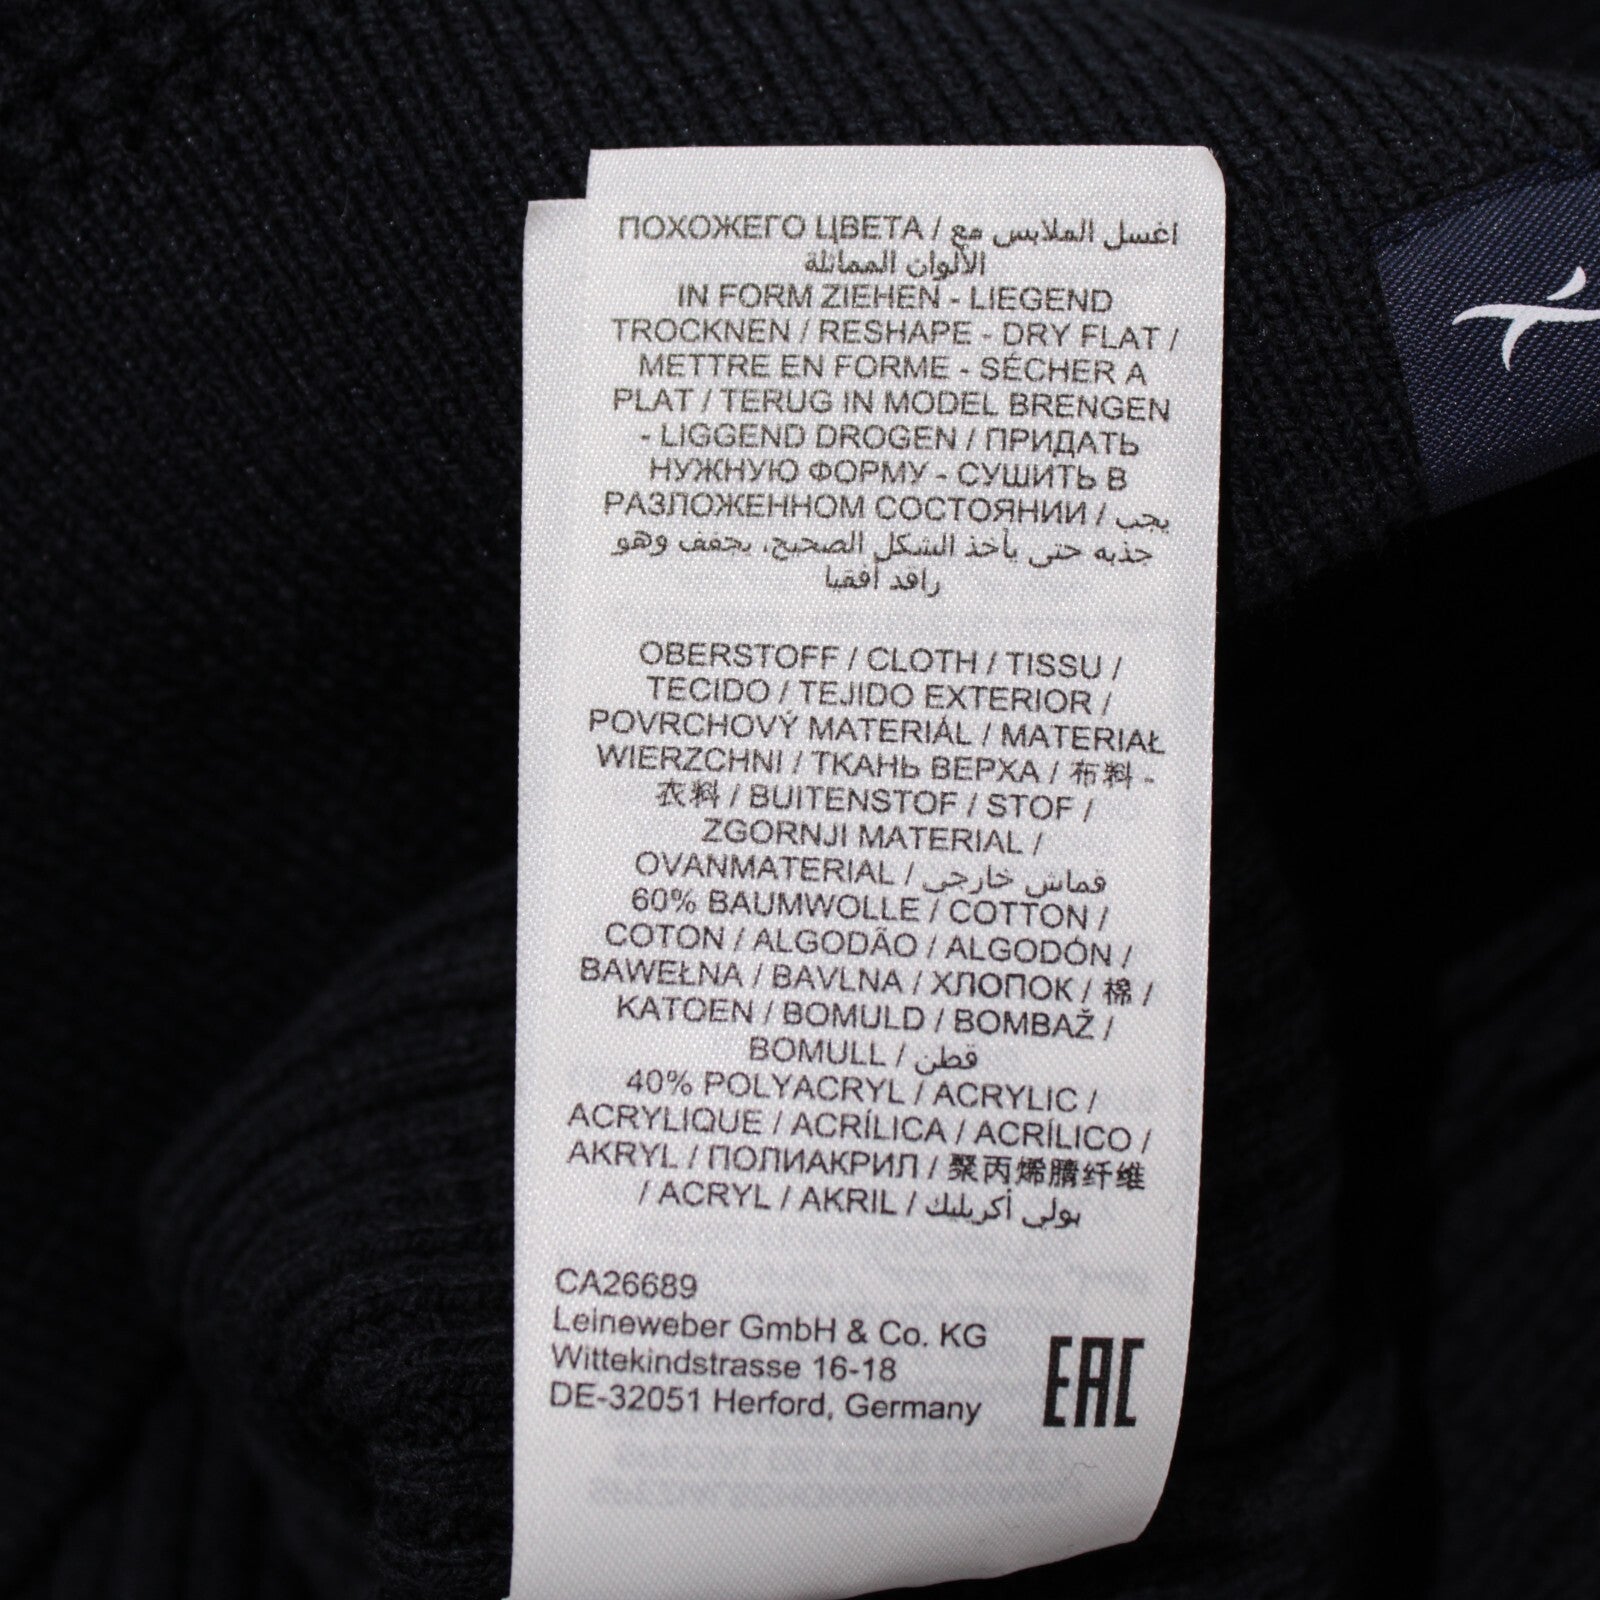 ПОХОЖЕГО ЦВЕТА / اغسل الملابس مع
الألوان المماثلة
IN FORM ZIEHEN - LIEGEND
TROCKNEN / RESHAPE - DRY FLAT /
METTRE EN FORME - SÉCHER A
PLAT / TERUG IN MODEL BRENGEN
- LIGGEND DROGEN / ПРИДАТЬ
НУЖНУЮ ФОРМУ - СУШИТЬ В
РАЗЛОЖЕННОМ СОСТОЯНИИ / يجب
جذبه حتى يأخذ الشكل الصحيح، يجفف وهو
راقد أفقيا
OBERSTOFF / CLOTH / TISSU /
TECIDO / TEJIDO EXTERIOR /
POVRCHOVÝ MATERIÁL / MATERIAŁ
WIERZCHNI / ТКАНЬ ВЕРХА / 布料 -
衣料 / BUITENSTOF / STOF /
ZGORNJI MATERIAL /
OVANMATERIAL / قماش خارجي
60% BAUMWOLLE / COTTON /
COTON / ALGODÃO / ALGODÓN /
BAWEŁNA / BAVLNA / ХЛОПОК / 棉 /
KATOEN / BOMULD / BOMBAŽ /
BOMULL / قطن
40% POLYACRYL / ACRYLIC /
ACRYLIQUE / ACRÍLICA / ACRÍLICO /
AKRYL / ПОЛИАКРИЛ / 聚丙烯腈纤维
/ ACRYL / AKRIL / بولي أكريليك
CA26689
Leineweber GmbH & Co. KG
Wittekindstrasse 16-18
DE-32051 Herford, Germany
EAC